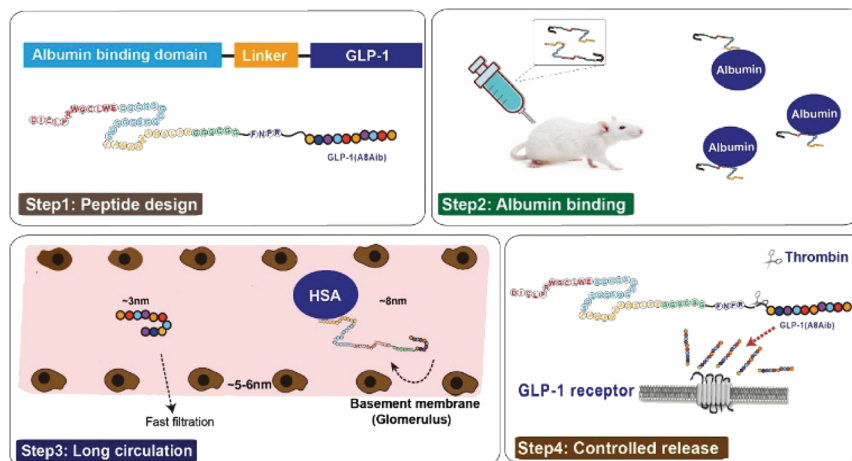 Albumin binding domain
Linker
GLP-1
FNPR
GLP-1(A8Aib)
Step1: Peptide design
Albumin
Albumin
Albumin
Step2: Albumin binding
~3nm
HSA
~8nm
~5-6nm
Fast filtration
Basement membrane
(Glomerulus)
Step3: Long circulation
Thrombin
FNPR
GLP-1(A8Aib)
GLP-1 receptor
Step4: Controlled release